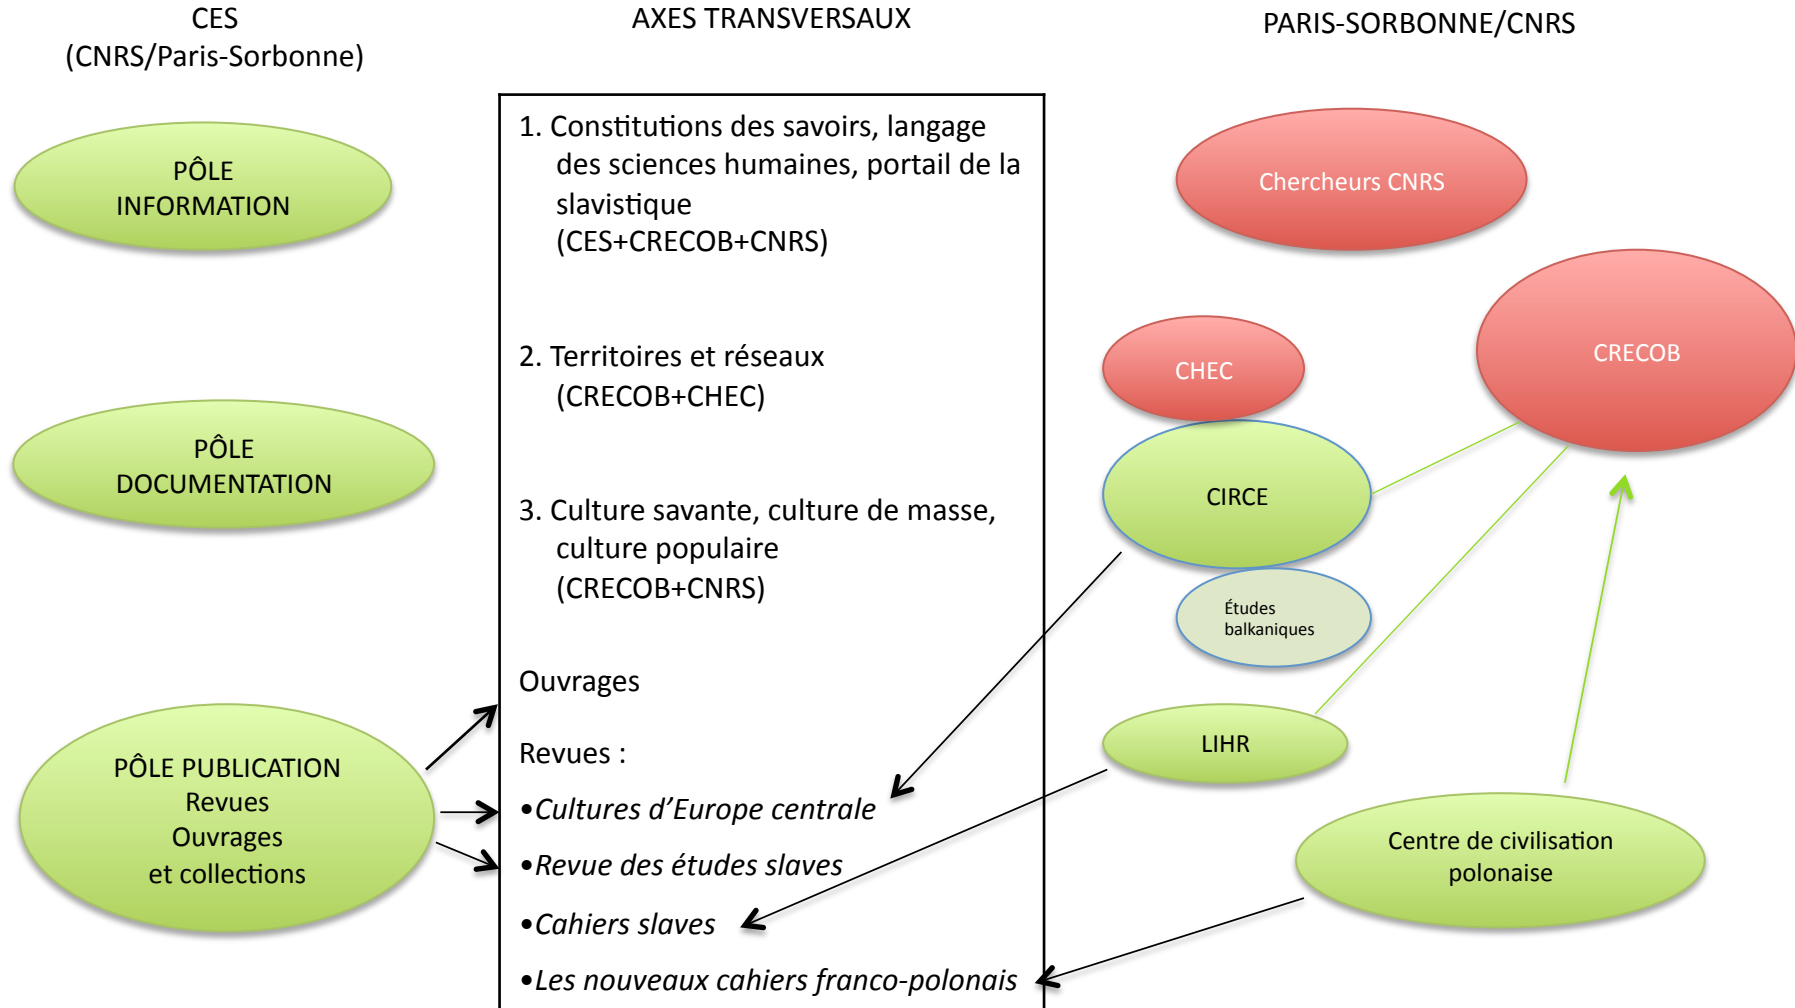 CES
(CNRS/Paris-Sorbonne)
AXES TRANSVERSAUX
PARIS-SORBONNE/CNRS
PÔLE
INFORMATION
PÔLE
DOCUMENTATION
PÔLE PUBLICATION
Revues
Ouvrages
et collections
1. Constitutions des savoirs, langage
des sciences humaines, portail de la
slavistique
(CES+CRECOB+CNRS)
2. Territoires et réseaux
(CRECOB+CHEC)
3. Culture savante, culture de masse,
culture populaire
(CRECOB+CNRS)
Ouvrages
Revues :
•Cultures d’Europe centrale
•Revue des études slaves
•Cahiers slaves
•Les nouveaux cahiers franco-polonais
Chercheurs CNRS
CRECOB
CHEC
CIRCE
Études
balkaniques
LIHR
Centre de civilisation
polonaise